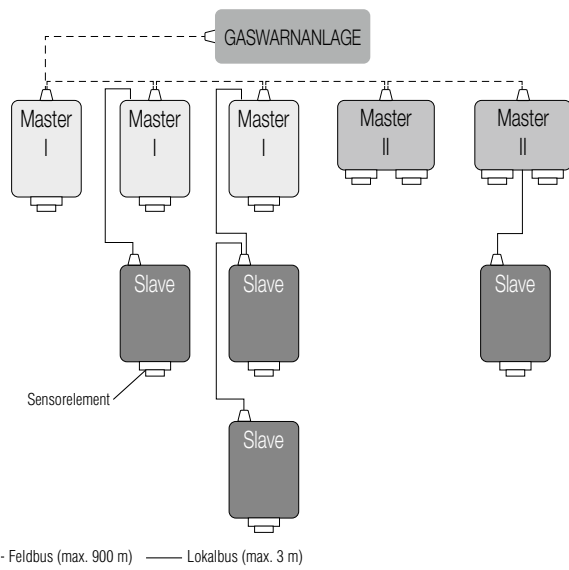 GASWARNANLAGE
Master
I
Master
I
Master
I
Master
II
Master
II
Slave
Slave
Slave
Sensorelement
Slave
- Feldbus (max. 900 m) —— Lokalbus (max. 3 m)